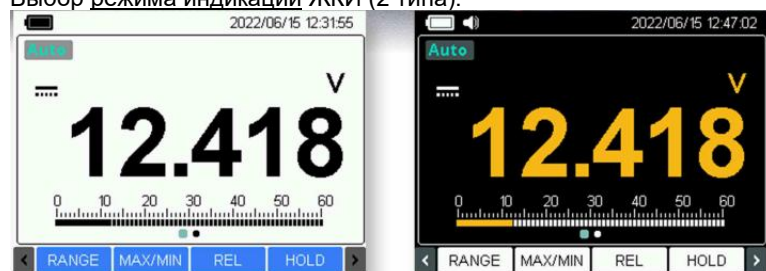 Выбор режима индикации ЖКИ (2 типа):
2022/06/15 12:31:55
Auto
V
12.418
0 10 20 30 40 50 60
< RANGE MAX/MIN REL HOLD >
2022/06/15 12:47:02
Auto
V
12.418
0 10 20 30 40 50 60
< RANGE MAX/MIN REL HOLD >